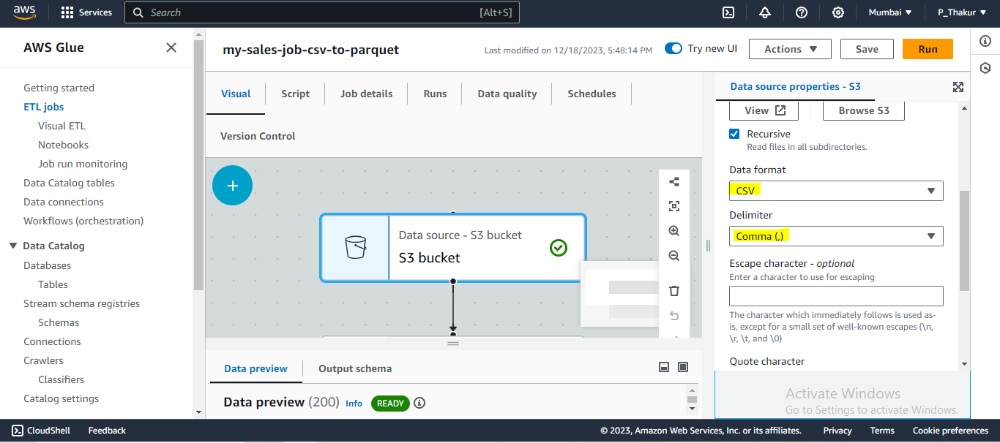 aws
Services
Search
[Alt+S]
Mumbai
P_Thakur
AWS Glue
Getting started
ETL jobs
Visual ETL
Notebooks
Job run monitoring
Data Catalog tables
Data connections
Workflows (orchestration)
Data Catalog
Databases
Tables
Stream schema registries
Schemas
Connections
Crawlers
Classifiers
Catalog settings
my-sales-job-csv-to-parquet
Last modified on 12/18/2023, 5:48:14 PM
Try new UI
Actions
Save
Run
Visual
Script
Job details
Runs
Data quality
Schedules
Version Control
Data source - S3 bucket
S3 bucket
Data preview
Output schema
Data preview (200) Info READY
Data source properties - S3
View
Browse S3
Recursive
Read files in all subdirectories.
Data format
CSV
Delimiter
Comma (,)
Escape character - optional
Enter a character to use for escaping
The character which immediately follows is used as-
is, except for a small set of well-known escapes (\n,
\r, \t, and \0)
Quote character
Activate Windows
Go to Settings to activate Windows.
CloudShell
Feedback
© 2023, Amazon Web Services, Inc. or its affiliates.
Privacy
Terms
Cookie preferences